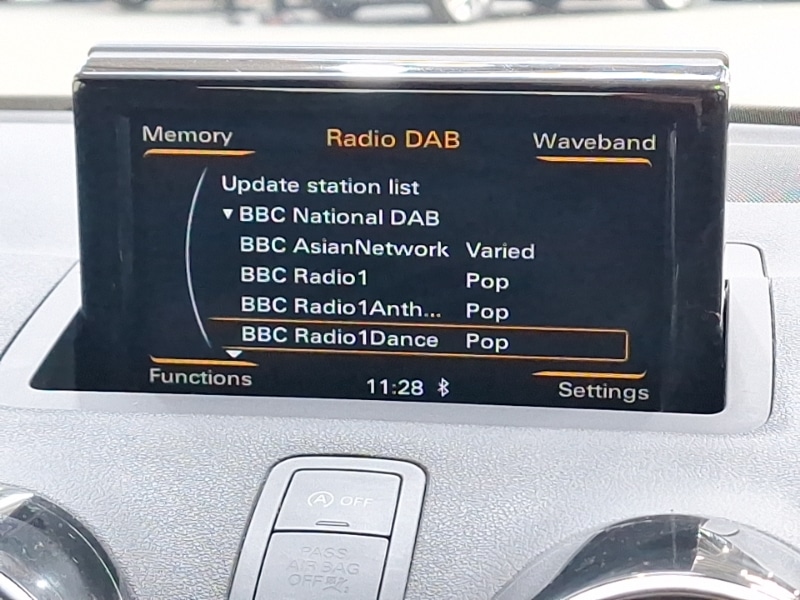 Memory Radio DAB Waveband
Update station list
BBC National DAB
BBC AsianNetwork Varied
BBC Radio1 Pop
BBC Radio1Anth... Pop
BBC Radio1Dance Pop
Functions 11:28 Settings
A OFF
PASS
AIR BAG
OFF